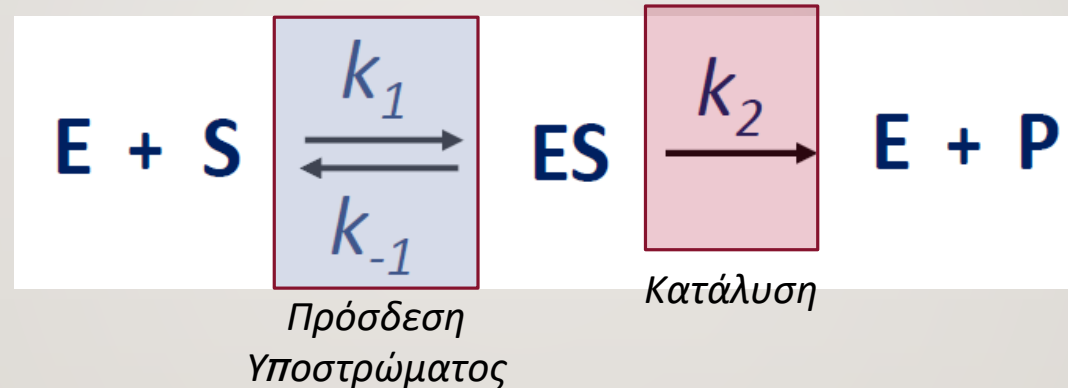 k₁
k₂
E + S
ES
E + P
k₋₁
Πρόσδεση
Υποστρώματος
Κατάλυση